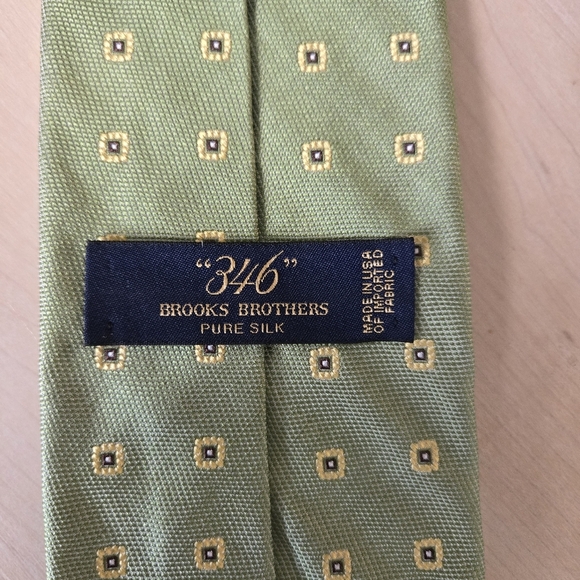 "346"
BROOKS BROTHERS
PURE SILK
MADE IN USA
OF IMPORTED
FABRIC